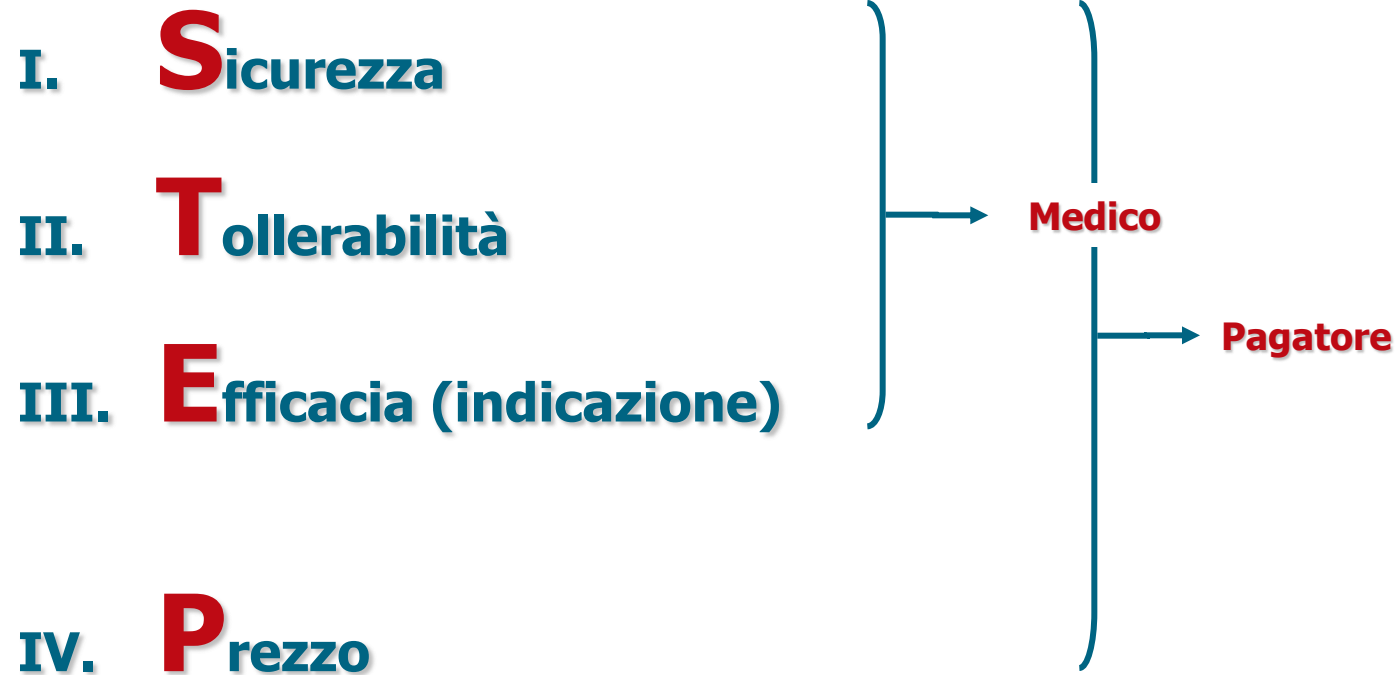 I. Sicurezza
II. Tollerabilità
Medico
Pagatore
III. Efficacia (indicazione)
IV. Prezzo